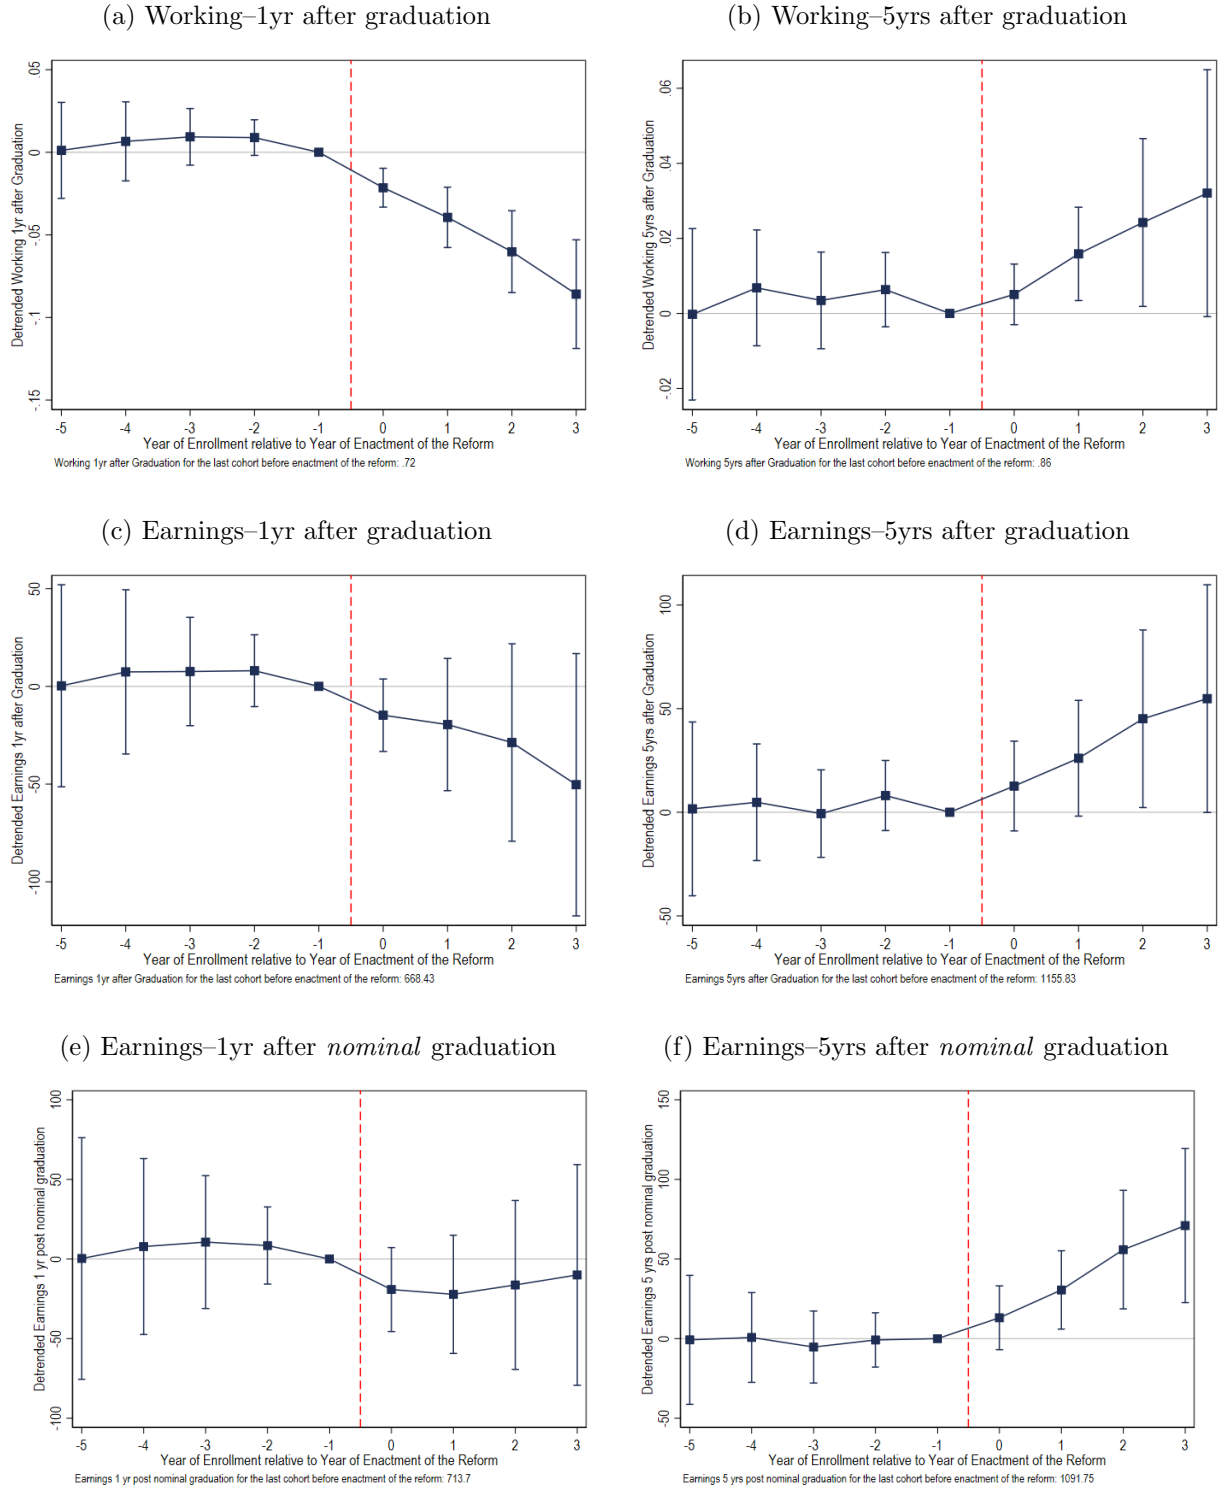 (a) Working–1yr after graduation
Detrended Working 1yr after Graduation
.05
0
-.05
-.1
-.15
-5 -4 -3 -2 -1 0 1 2 3
Year of Enrollment relative to Year of Enactment of the Reform
Working 1yr after Graduation for the last cohort before enactment of the reform: .72
(b) Working–5yrs after graduation
Detrended Working 5yrs after Graduation
.06
.04
.02
0
-.02
-5 -4 -3 -2 -1 0 1 2 3
Year of Enrollment relative to Year of Enactment of the Reform
Working 5yrs after Graduation for the last cohort before enactment of the reform: .86
(c) Earnings–1yr after graduation
Detrended Earnings 1yr after Graduation
50
0
-50
-100
-5 -4 -3 -2 -1 0 1 2 3
Year of Enrollment relative to Year of Enactment of the Reform
Earnings 1yr after Graduation for the last cohort before enactment of the reform: 668.43
(d) Earnings–5yrs after graduation
Detrended Earnings 5yrs after Graduation
100
50
0
-50
-5 -4 -3 -2 -1 0 1 2 3
Year of Enrollment relative to Year of Enactment of the Reform
Earnings 5yrs after Graduation for the last cohort before enactment of the reform: 1155.83
(e) Earnings–1yr after nominal graduation
Detrended Earnings 1 yr post nominal graduation
100
50
0
-50
-100
-5 -4 -3 -2 -1 0 1 2 3
Year of Enrollment relative to Year of Enactment of the Reform
Earnings 1 yr post nominal graduation for the last cohort before enactment of the reform: 713.7
(f) Earnings–5yrs after nominal graduation
Detrended Earnings 5 yrs post nominal graduation
150
100
50
0
-50
-5 -4 -3 -2 -1 0 1 2 3
Year of Enrollment relative to Year of Enactment of the Reform
Earnings 5 yrs post nominal graduation for the last cohort before enactment of the reform: 1091.75